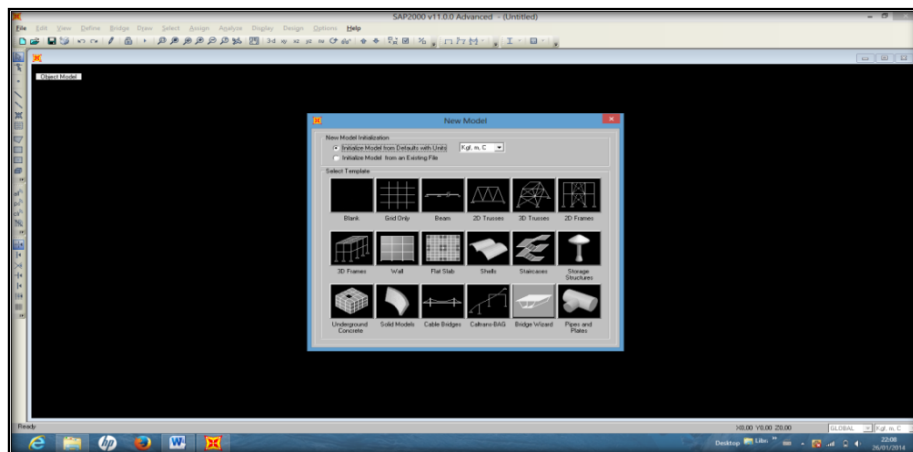 SAP2000 v11.0.0 Advanced - (Untitled)
File Edit View Define Bridge Draw Select Assign Analyze Display Design Options Help
Object Model
New Model
New Model Initialization
Initialize Model from Defaults with Units
Kgf, m, C
Initialize Model from an Existing File
Select Template
Blank Grid Only Beam 2D Trusses 3D Trusses 2D Frames
3D Frames Wall Flat Slab Shells Staircases Storage Structures
Underground Concrete Solid Models Cable Bridges Caltrans-BAG Bridge Wizard Pipes and Plates
Ready
X0.00 Y0.00 Z0.00
GLOBAL
Kgf, m, C
Desktop
22:08
26/01/2014